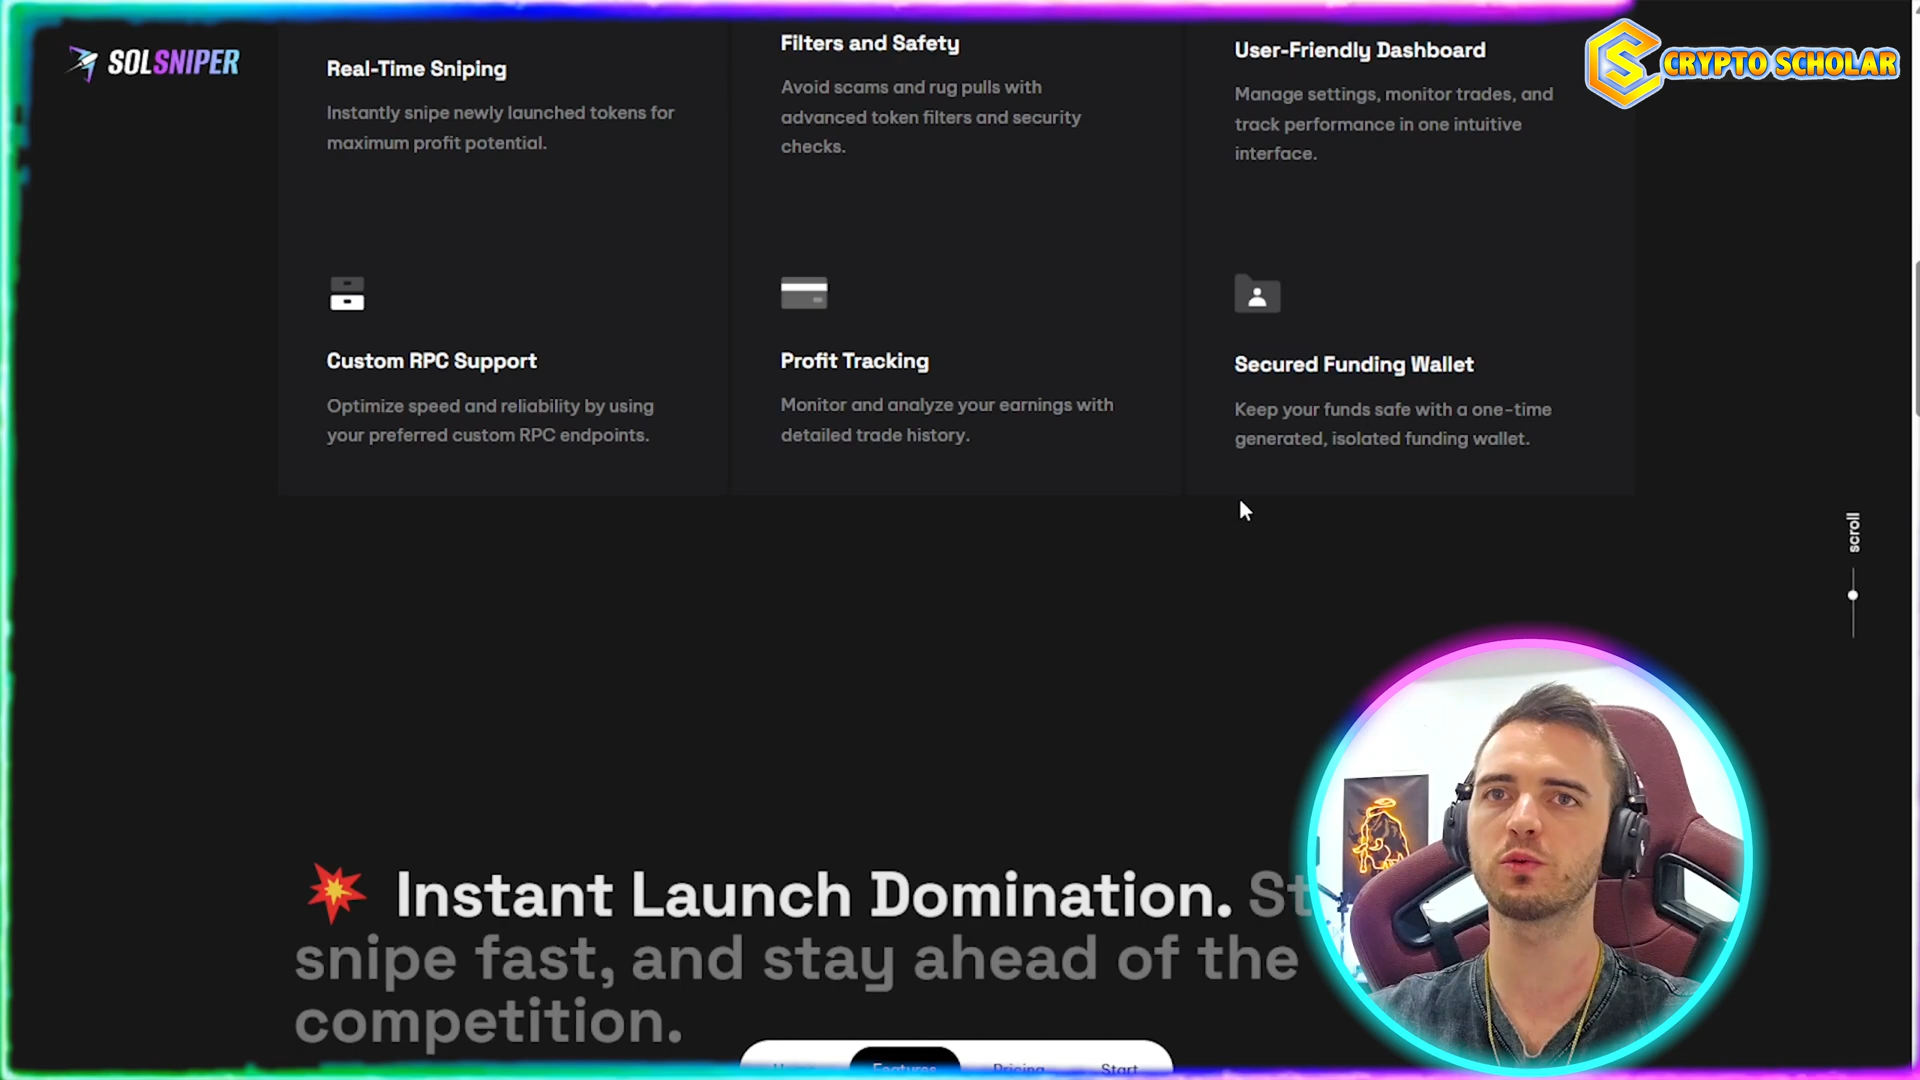 SOLSNIPER
CRYPTO SCHOLAR
Real-Time Sniping
Instantly snipe newly launched tokens for
maximum profit potential.
Filters and Safety
Avoid scams and rug pulls with
advanced token filters and security
checks.
User-Friendly Dashboard
Manage settings, monitor trades, and
track performance in one intuitive
interface.
Custom RPC Support
Optimize speed and reliability by using
your preferred custom RPC endpoints.
Profit Tracking
Monitor and analyze your earnings with
detailed trade history.
Secured Funding Wallet
Keep your funds safe with a one-time
generated, isolated funding wallet.
scroll
💥 Instant Launch Domination. St
snipe fast, and stay ahead of the
competition.
Features Pricing Start